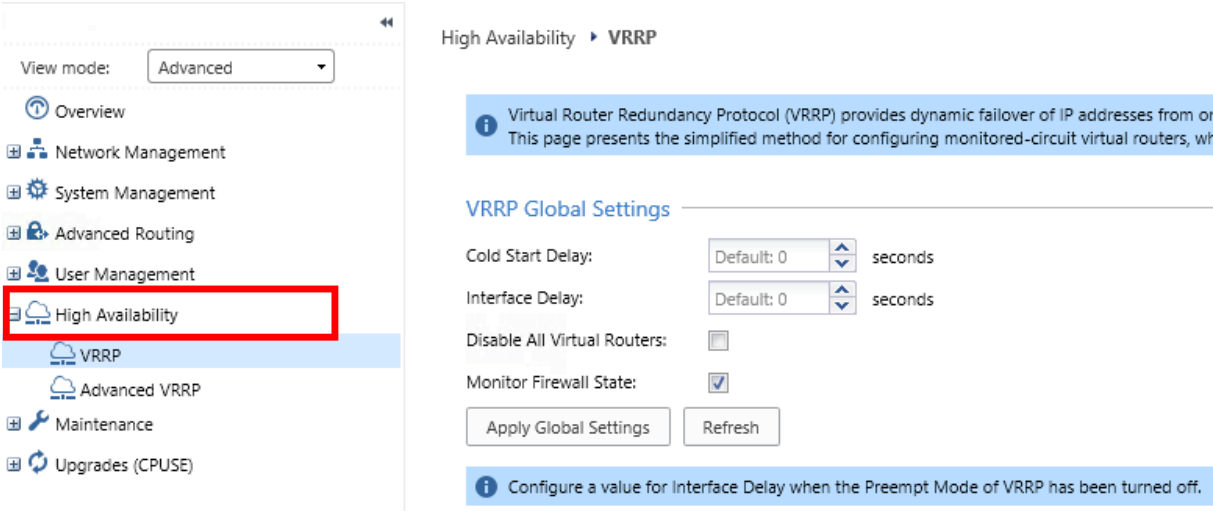 View mode: Advanced
Overview
Network Management
System Management
Advanced Routing
User Management
High Availability
VRRP
Advanced VRRP
Maintenance
Upgrades (CPUSE)
High Availability VRRP
Virtual Router Redundancy Protocol (VRRP) provides dynamic failover of IP addresses from
This page presents the simplified method for configuring monitored-circuit virtual routers,
VRRP Global Settings
Cold Start Delay: Default: 0 seconds
Interface Delay: Default: 0 seconds
Disable All Virtual Routers:
Monitor Firewall State:
Apply Global Settings Refresh
Configure a value for Interface Delay when the Preempt Mode of VRRP has been turned off.